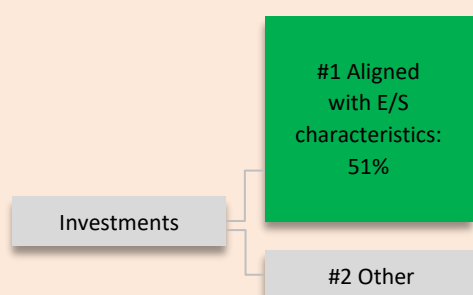 #1 Aligned
with E/S
characteristics:
51%
Investments
#2 Other